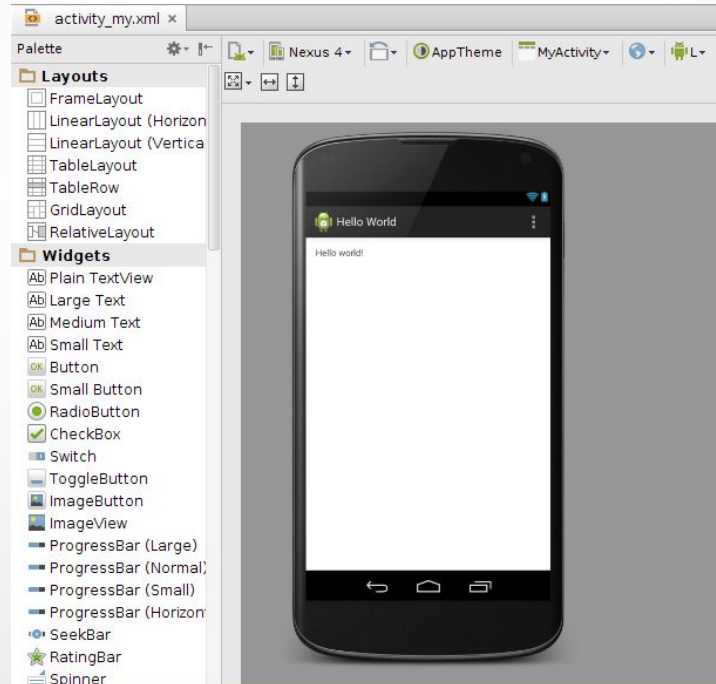 activity_my.xml ×
Palette
Nexus 4
AppTheme
MyActivity
L
Layouts
FrameLayout
LinearLayout (Horizon
LinearLayout (Vertica
TableLayout
TableRow
GridLayout
RelativeLayout
Widgets
Ab Plain TextView
Ab Large Text
Ab Medium Text
Ab Small Text
OK Button
OK Small Button
RadioButton
CheckBox
Switch
ToggleButton
ImageButton
ImageView
ProgressBar (Large)
ProgressBar (Normal)
ProgressBar (Small)
ProgressBar (Horizon
SeekBar
RatingBar
Spinner
Hello World
Hello world!